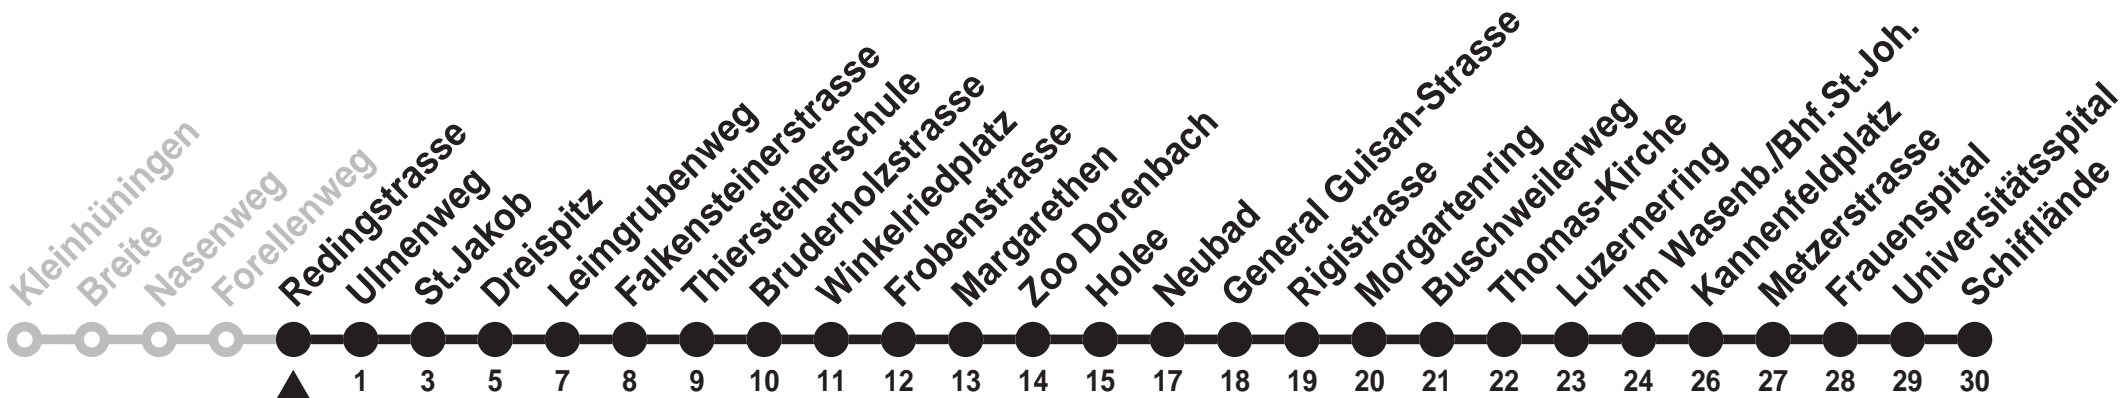 Kleinhüningen
Breite
Nasenweg
Forellenweg
Redingstrasse
Ulmenweg
St.Jakob
Dreispitz
Leimgrubenweg
Falkensteinerstrasse
Thiersteinerschule
Bruderholzstrasse
Winkelriedplatz
Frobenstrasse
Margarethen
Zoo Dorenbach
Holee
Neubad
General Guisan-Strasse
Rigistrasse
Morgartenring
Buschweilerweg
Thomas-Kirche
Luzernerring
Im Wasenb./Bhf.St.Joh.
Kannenfeldplatz
Metzerstrasse
Frauenspital
Universitätsspital
Schifflände
1 3 5 7 8 9 10 11 12 13 14 15 17 18 19 20 21 22 23 24 26 27 28 29 30